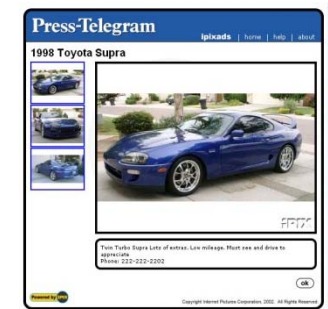 Press-Telegram
ipixads | home | help | about
1998 Toyota Supra
iPIX
Twin Turbo Supra Lots of extras. Low mileage. Must see and drive to
appreciate
Phone: 222-222-2202
ok
Powered by iPIX
Copyright Internet Pictures Corporation, 2002. All Rights Reserved